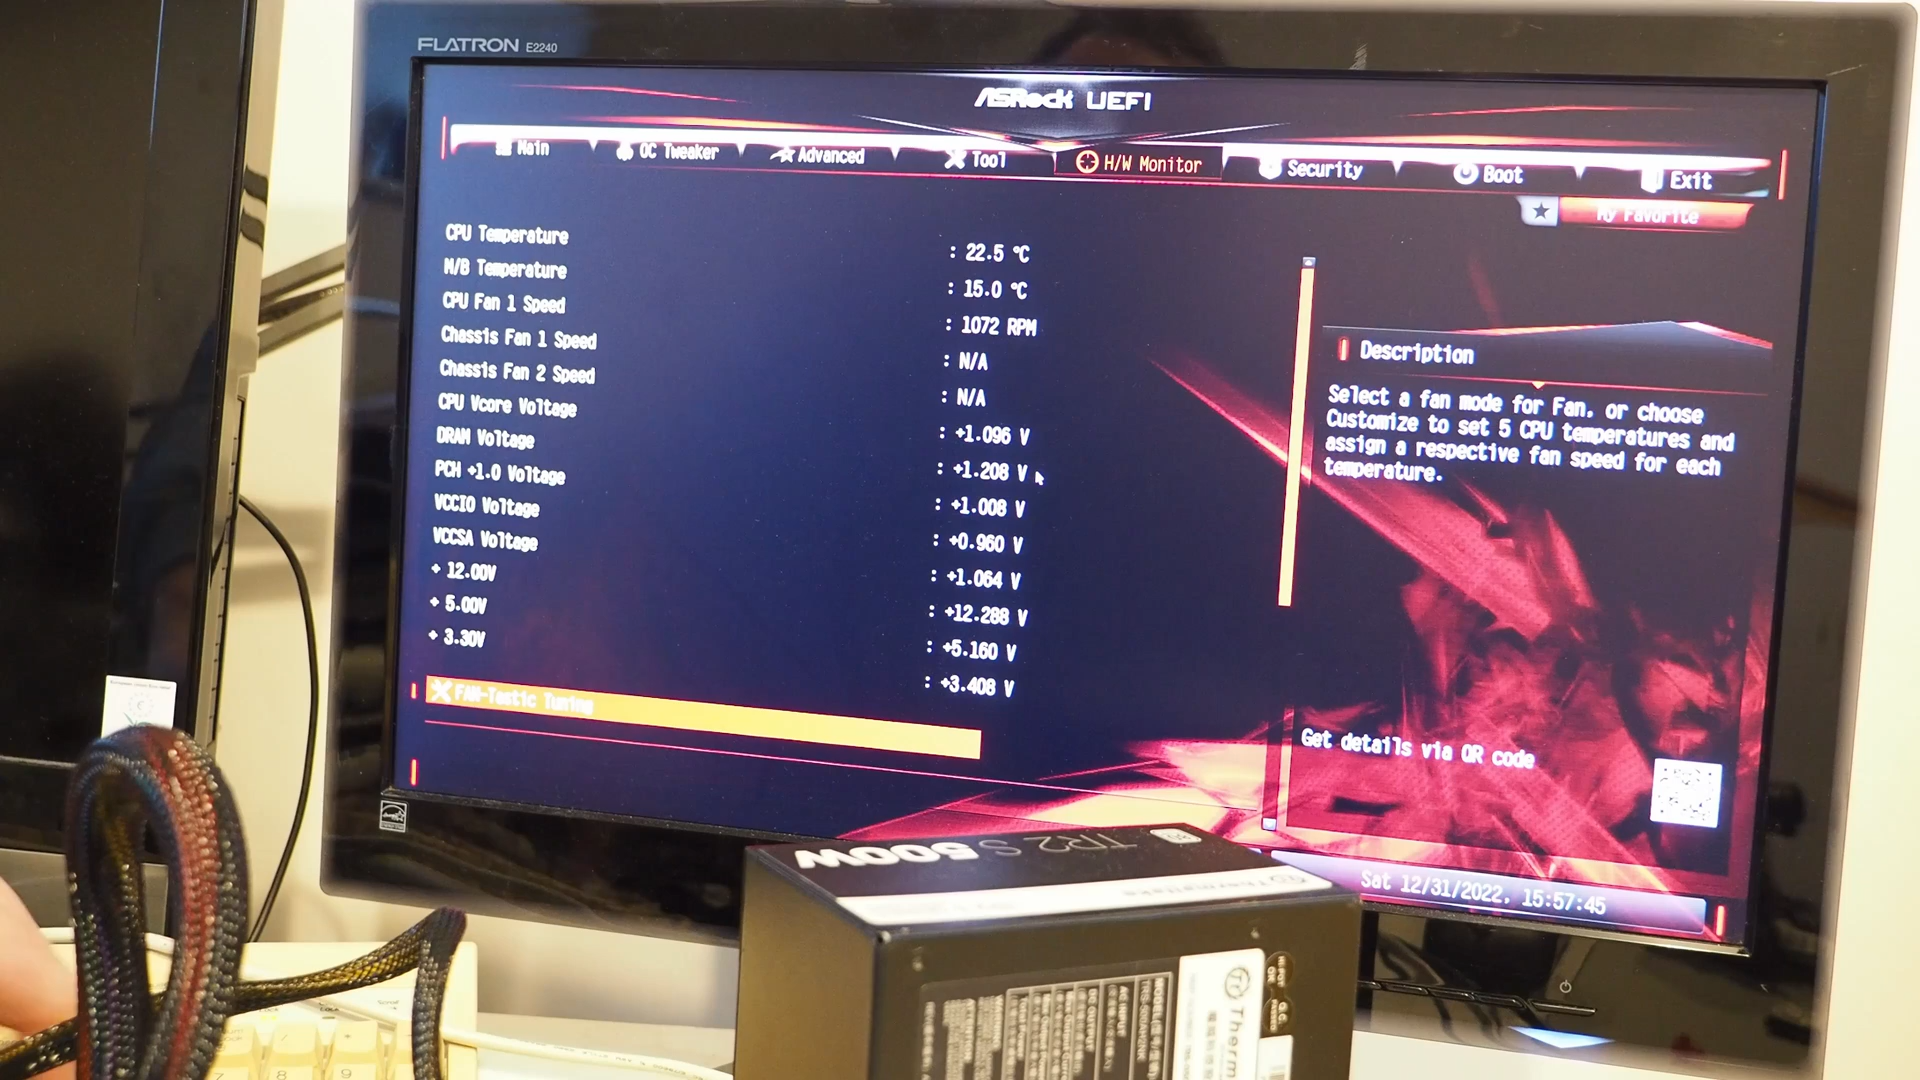 FLATRON E2240
ASRock UEFI
Main
OC Tweaker
Advanced
Tool
H/W Monitor
Security
Boot
Exit
My Favorite
CPU Temperature : 22.5 °C
M/B Temperature : 15.0 °C
CPU Fan 1 Speed : 1072 RPM
Chassis Fan 1 Speed : N/A
Chassis Fan 2 Speed : N/A
CPU Vcore Voltage : +1.096 V
DRAM Voltage : +1.208 V
PCH +1.0 Voltage : +1.008 V
VCCIO Voltage : +0.960 V
VCCSA Voltage : +1.064 V
+ 12.00V : +12.288 V
+ 5.00V : +5.160 V
+ 3.30V : +3.408 V
FAN-Tastic Tuning
Description
Select a fan mode for Fan, or choose
Customize to set 5 CPU temperatures and
assign a respective fan speed for each
temperature.
Get details via QR code
Sat 12/31/2022, 15:57:45
TR2 S 500W
Thermaltake
Therm
7 8 9